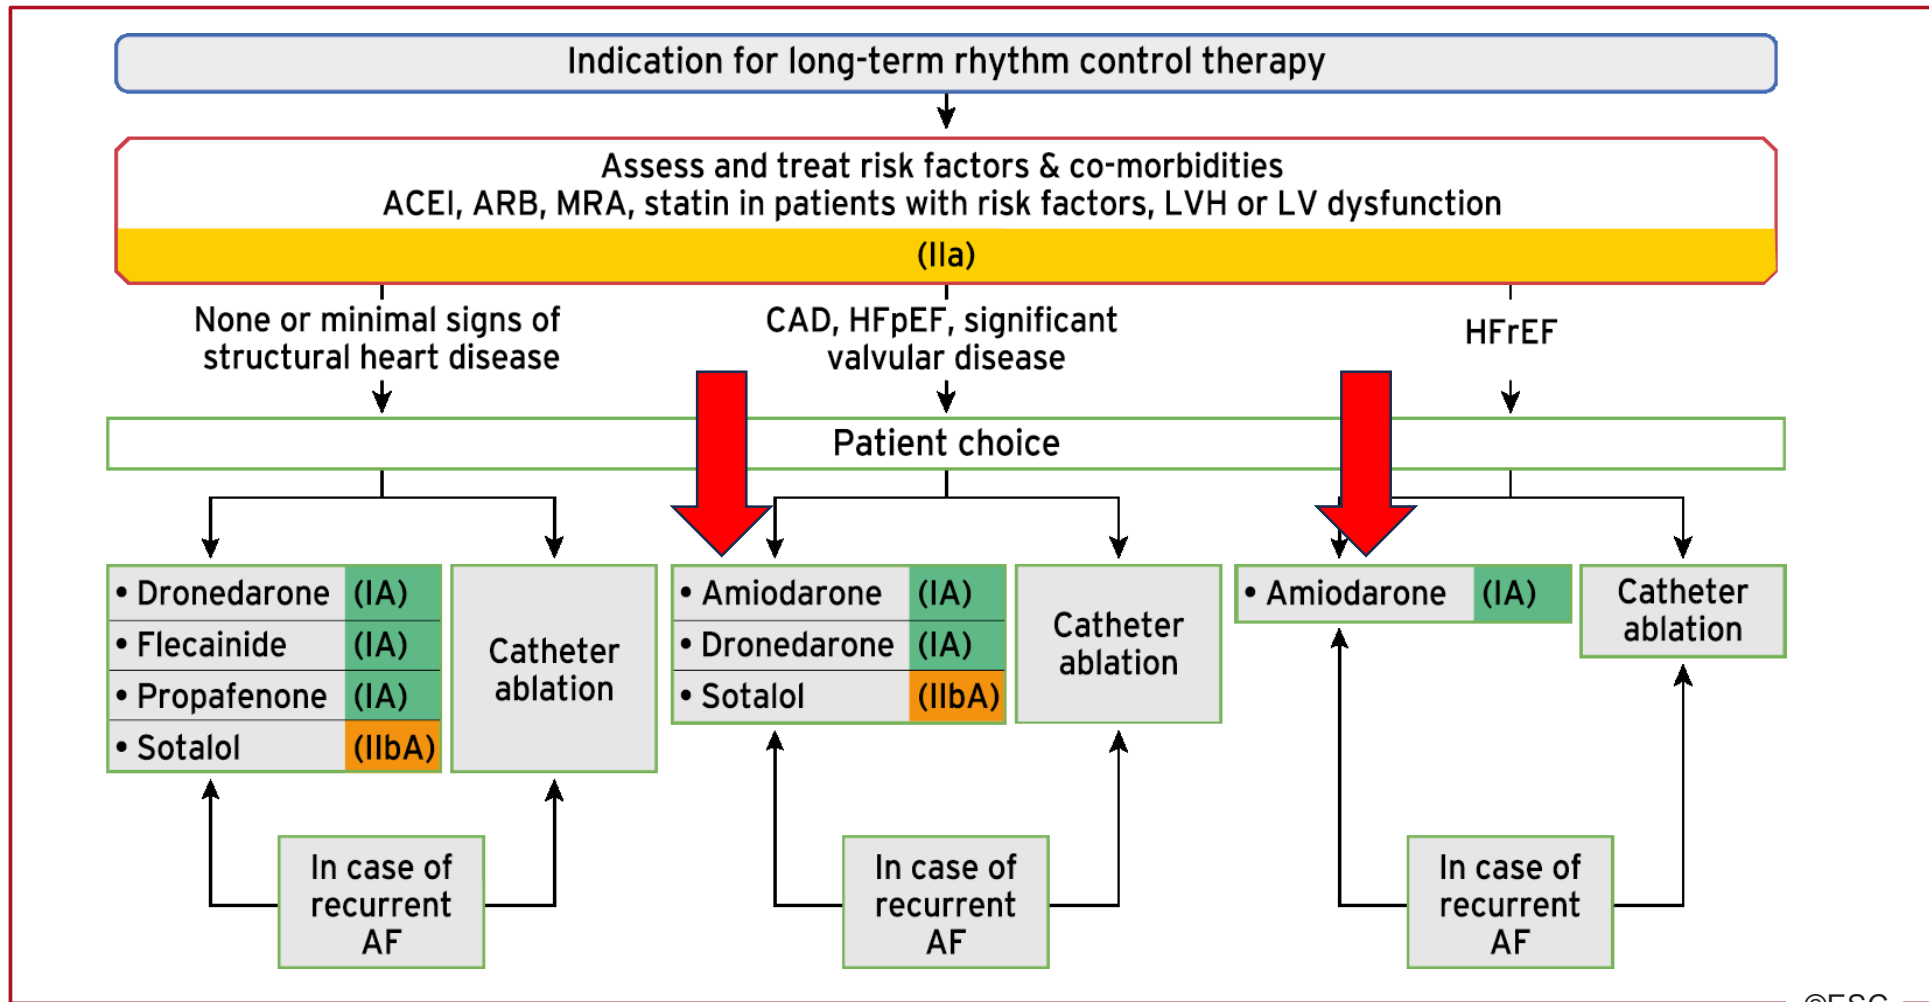 Indication for long-term rhythm control therapy
Assess and treat risk factors & co-morbidities
ACEI, ARB, MRA, statin in patients with risk factors, LVH or LV dysfunction
(IIa)
None or minimal signs of
structural heart disease
CAD, HFpEF, significant
valvular disease
HFrEF
Patient choice
• Dronedarone (IA)
• Flecainide (IA)
• Propafenone (IA)
• Sotalol (IIbA)
Catheter
ablation
• Amiodarone (IA)
• Dronedarone (IA)
• Sotalol (IIbA)
Catheter
ablation
• Amiodarone (IA)
Catheter
ablation
In case of
recurrent
AF
In case of
recurrent
AF
In case of
recurrent
AF
©ESC